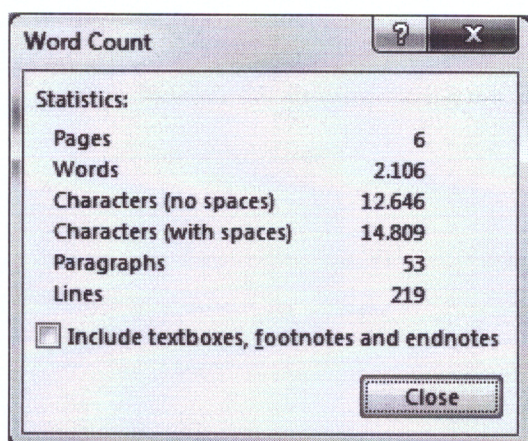 Word Count
?
X
Statistics:
Pages 6
Words 2.106
Characters (no spaces) 12.646
Characters (with spaces) 14.809
Paragraphs 53
Lines 219
Include textboxes, footnotes and endnotes
Close